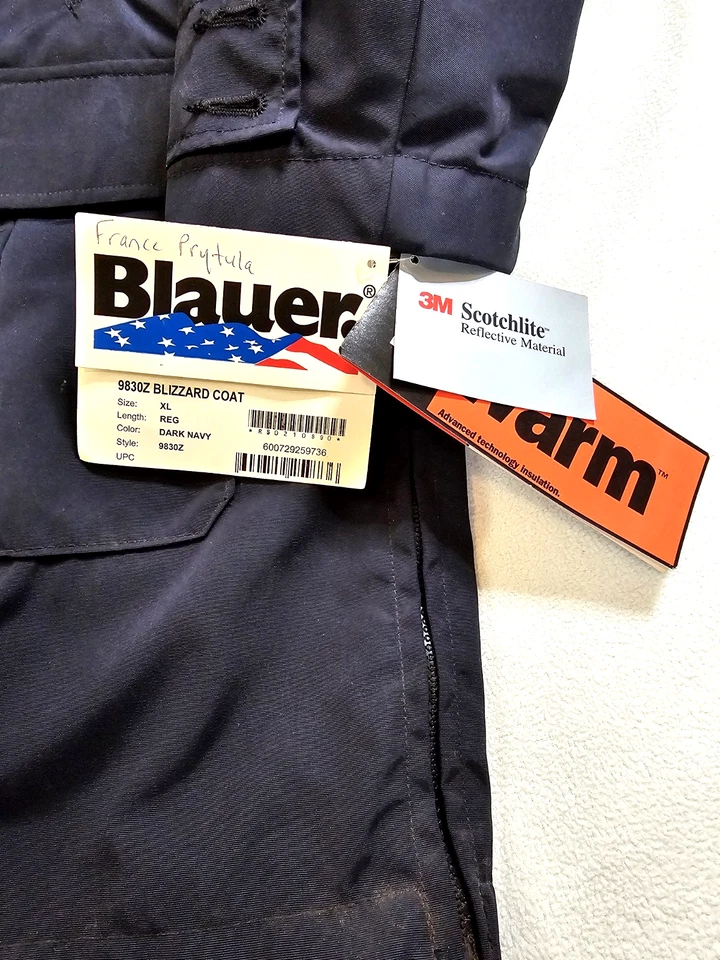 France Prytula
Blauer.®
9830Z BLIZZARD COAT
Size: XL
Length: REG
Color: DARK NAVY
Style: 9830Z
UPC
*R90210890*
600729259736
3M Scotchlite™
Reflective Material
warm™
Advanced technology insulation.